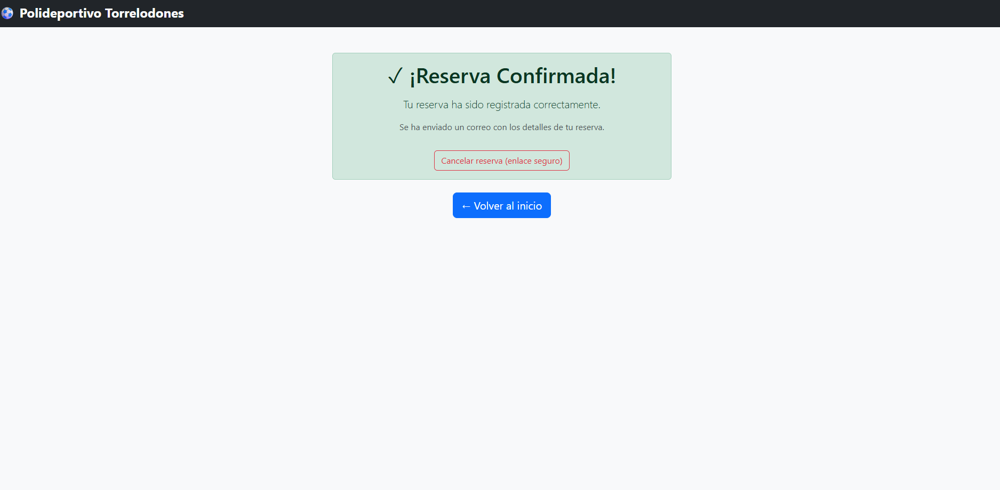 Polideportivo Torrelodones
✓ ¡Reserva Confirmada!
Tu reserva ha sido registrada correctamente.
Se ha enviado un correo con los detalles de tu reserva.
Cancelar reserva (enlace seguro)
← Volver al inicio